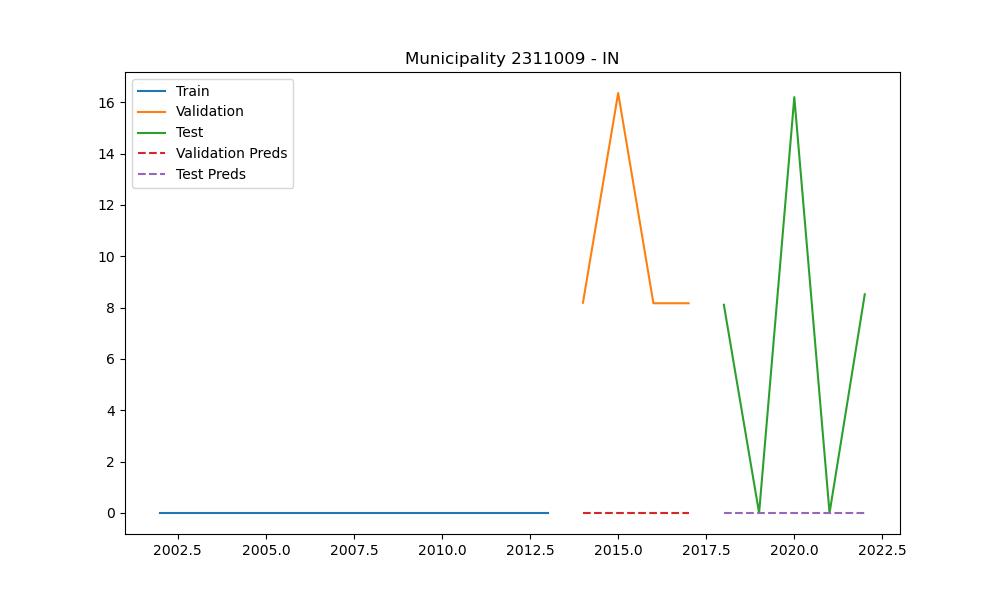 Municipality 2311009 - IN
Train
Validation
Test
Validation Preds
Test Preds
16
14
12
10
8
6
4
2
0
2002.5 2005.0 2007.5 2010.0 2012.5 2015.0 2017.5 2020.0 2022.5